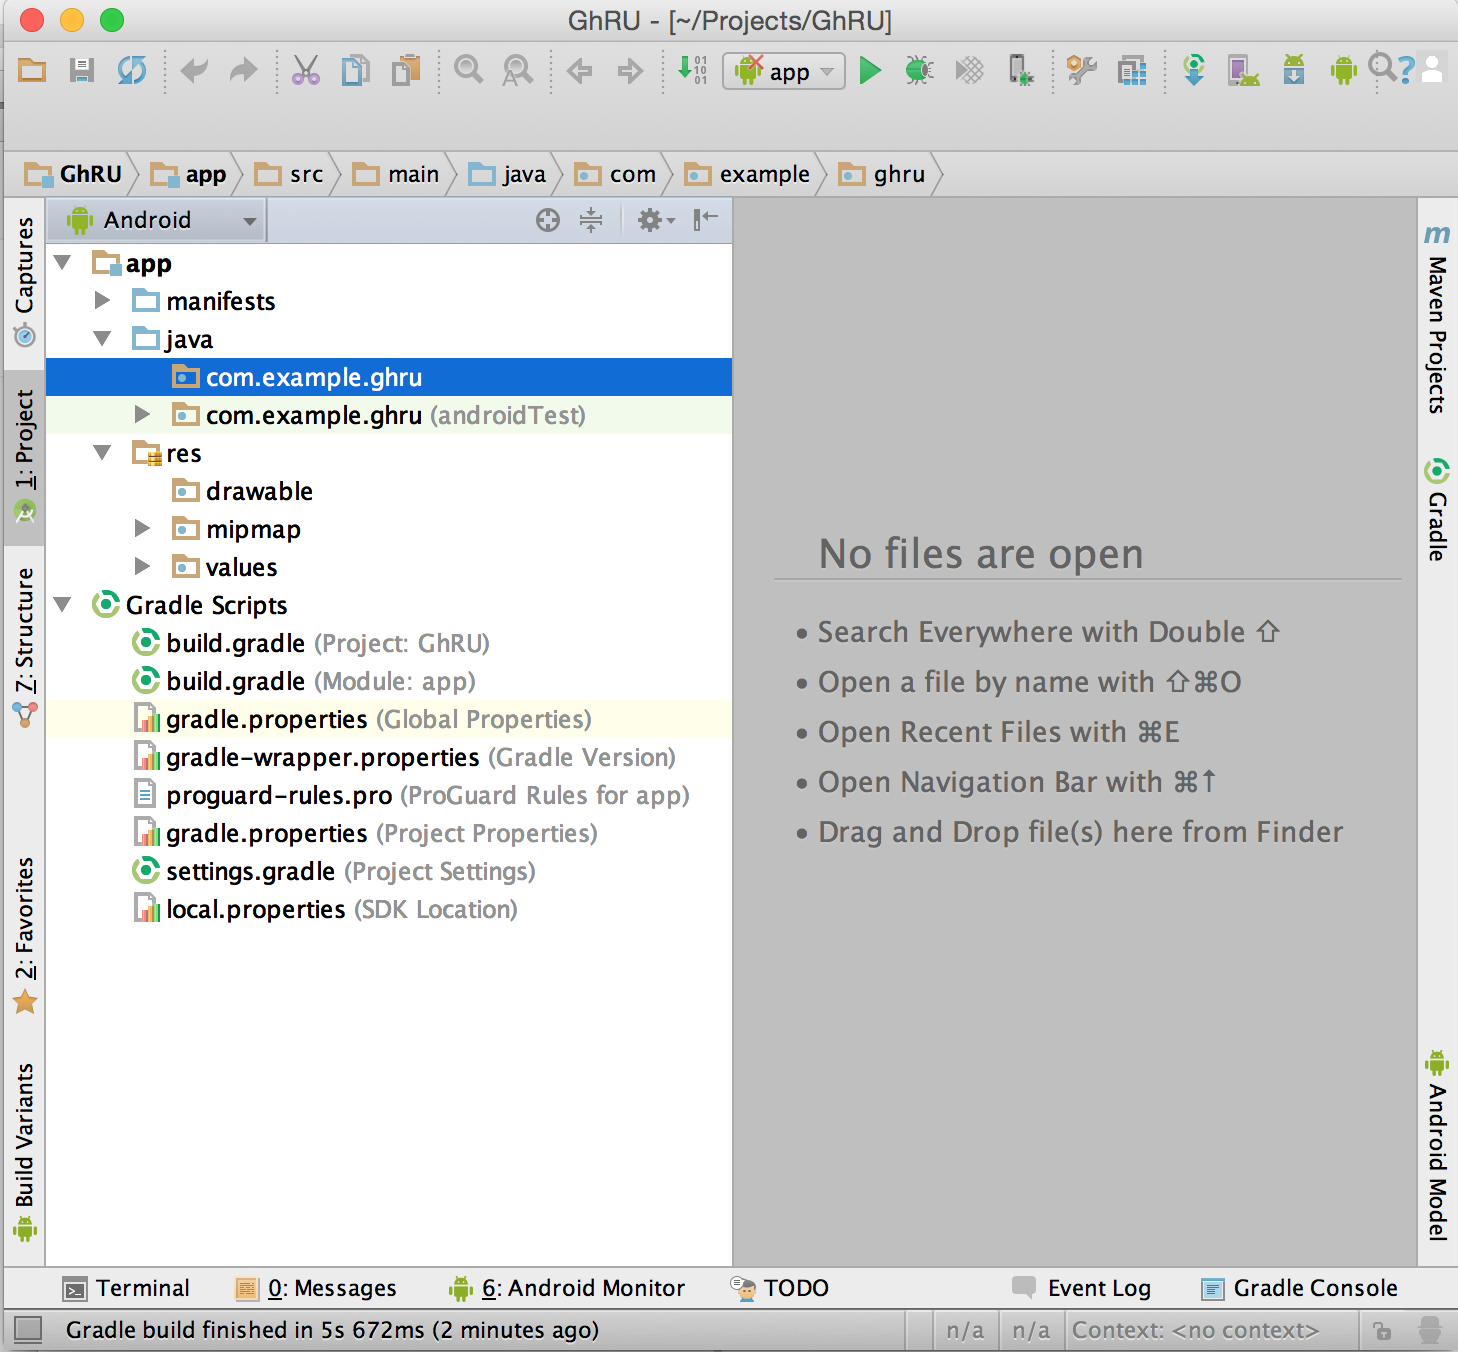 GhRU - [~/Projects/GhRU]
app
GhRU app src main java com example ghru
Android
app
manifests
java
com.example.ghru
com.example.ghru (androidTest)
res
drawable
mipmap
values
Gradle Scripts
build.gradle (Project: GhRU)
build.gradle (Module: app)
gradle.properties (Global Properties)
gradle-wrapper.properties (Gradle Version)
proguard-rules.pro (ProGuard Rules for app)
gradle.properties (Project Properties)
settings.gradle (Project Settings)
local.properties (SDK Location)
Captures
1: Project
7: Structure
2: Favorites
Build Variants
No files are open
• Search Everywhere with Double ⇧
• Open a file by name with ⇧⌘O
• Open Recent Files with ⌘E
• Open Navigation Bar with ⌘↑
• Drag and Drop file(s) here from Finder
m Maven Projects
Gradle
Android Model
Terminal 0: Messages 6: Android Monitor TODO Event Log Gradle Console
Gradle build finished in 5s 672ms (2 minutes ago) n/a n/a Context: <no context>